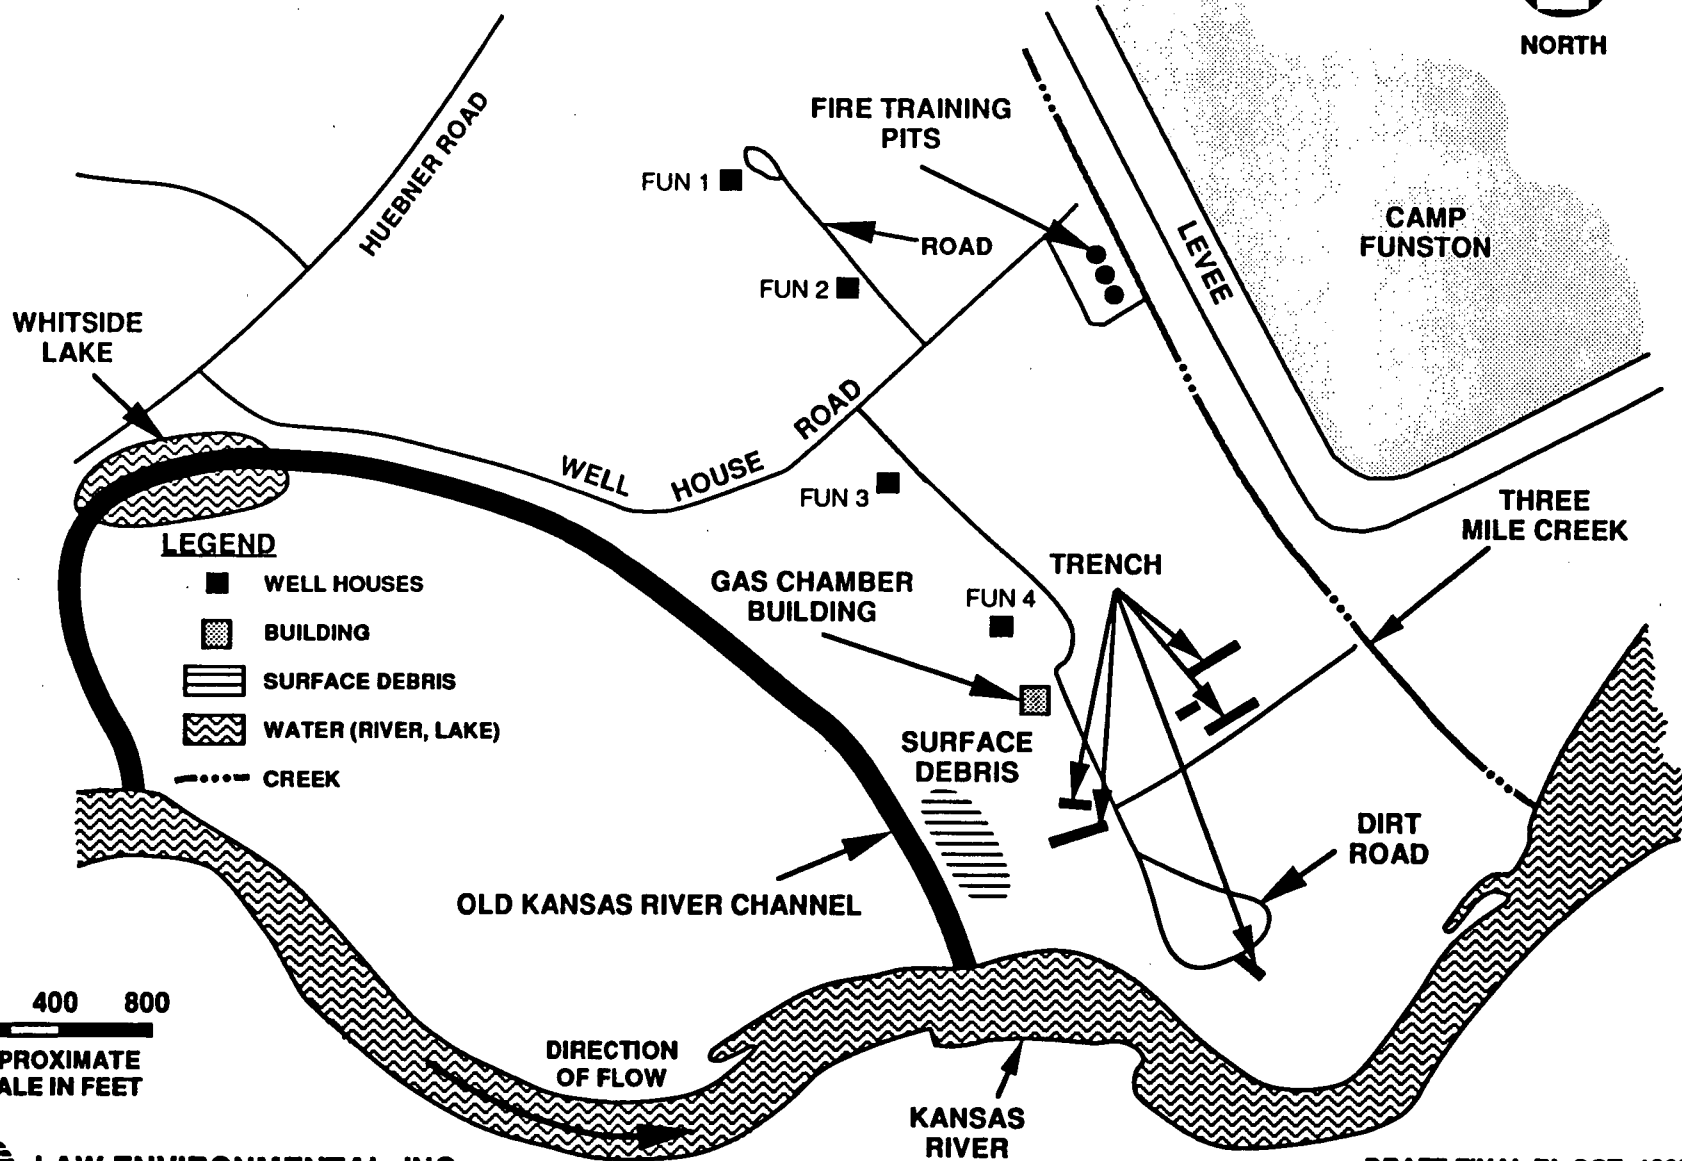 NORTH
HUEBNER ROAD
FIRE TRAINING
PITS
FUN 1
ROAD
LEVEE
CAMP
FUNSTON
FUN 2
WHITSIDE
LAKE
WELL HOUSE ROAD
FUN 3
THREE
MILE CREEK
LEGEND
WELL HOUSES
BUILDING
SURFACE DEBRIS
WATER (RIVER, LAKE)
CREEK
GAS CHAMBER
BUILDING
FUN 4
TRENCH
SURFACE
DEBRIS
DIRT
ROAD
OLD KANSAS RIVER CHANNEL
400 800
PROXIMATE
ALE IN FEET
DIRECTION
OF FLOW
KANSAS
RIVER
LAW ENVIRONMENTAL, INC